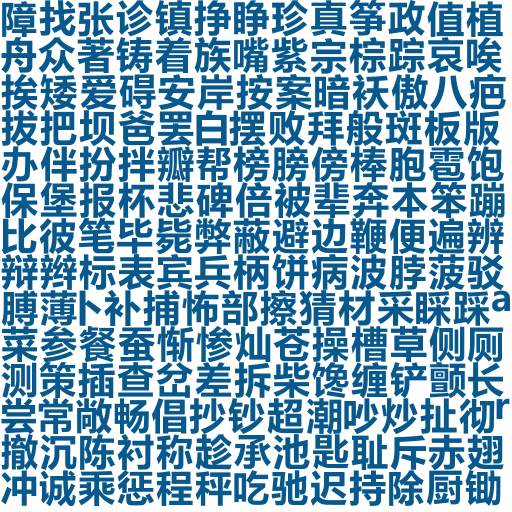 障找张诊镇挣睁珍真筝政值植
舟众著铸着族嘴紫宗棕踪哀唉
挨矮爱碍安岸按案暗袄傲八疤
拔把坝爸罢白摆败拜般斑板版
办伴扮拌瓣帮榜膀傍棒胞雹饱
保堡报杯悲碑倍被辈奔本笨蹦
比彼笔毕毙弊蔽避边鞭便遍辨
辩辫标表宾兵柄饼病波脖菠驳
膊薄卜补捕怖部擦猜材采睬踩a
菜参餐蚕惭惨灿苍操槽草侧厕
测策插查岔差拆柴馋缠铲颤长
尝常敞畅倡抄钞超潮吵炒扯彻r
撤沉陈衬称趁承池匙耻斥赤翅
冲诚乘惩程秤吃驰迟持除厨锄